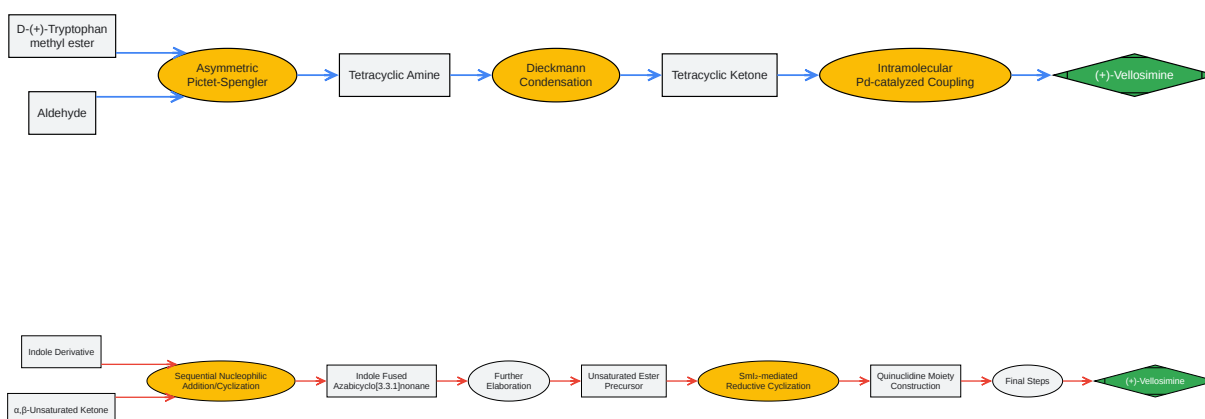 D-(+)-Tryptophan
methyl ester
Aldehyde
Asymmetric
Pictet-Spengler
Tetracyclic Amine
Dieckmann
Condensation
Tetracyclic Ketone
Intramolecular
Pd-catalyzed Coupling
(+)-Vellosimine
Indole Derivative
α,β-Unsaturated Ketone
Sequential Nucleophilic
Addition/Cyclization
Indole Fused
Azabicyclo[3.3.1]nonane
Further
Elaboration
Unsaturated Ester
Precursor
SmI₂-mediated
Reductive Cyclization
Quinuclidine Moiety
Construction
Final Steps
(+)-Vellosimine